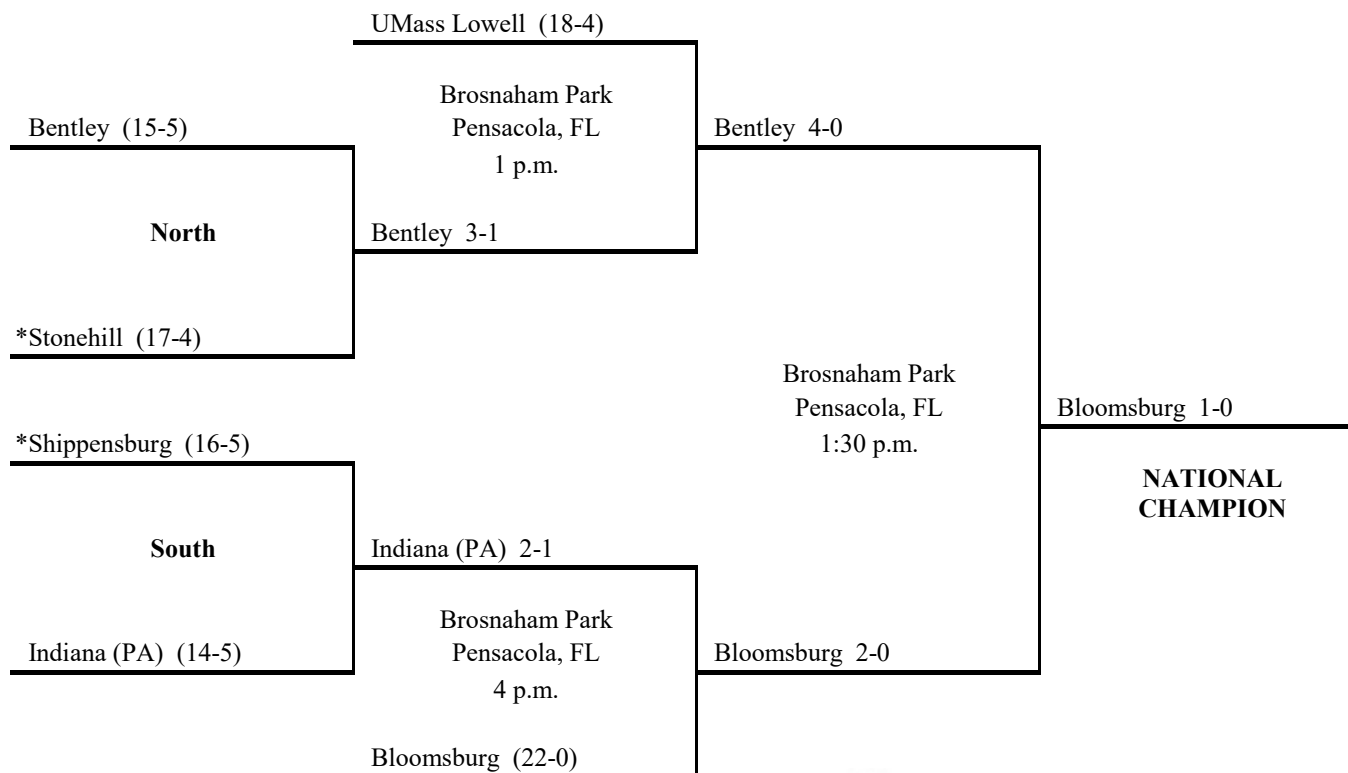 UMass Lowell (18-4)
Brosnaham Park
Pensacola, FL
1 p.m.
Bentley (15-5)
Bentley 4-0
North
Bentley 3-1
*Stonehill (17-4)
Brosnaham Park
Pensacola, FL
1:30 p.m.
Bloomsburg 1-0
*Shippensburg (16-5)
NATIONAL
CHAMPION
South
Indiana (PA) 2-1
Brosnaham Park
Pensacola, FL
4 p.m.
Indiana (PA) (14-5)
Bloomsburg 2-0
Bloomsburg (22-0)